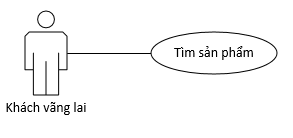 Tìm sản phẩm
Khách vãng lai